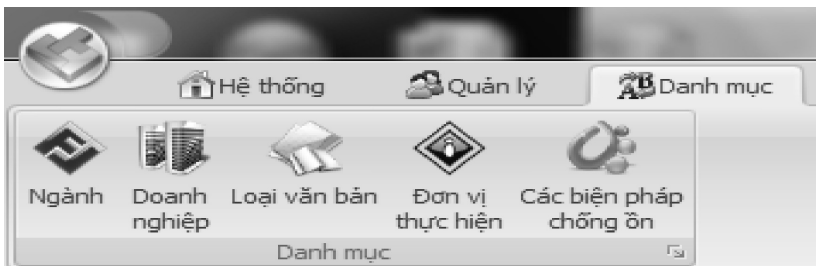 Hệ thống Quản lý Danh mục
Ngành Doanh nghiệp Loại văn bản Đơn vị thực hiện Các biện pháp chống ồn
Danh mục